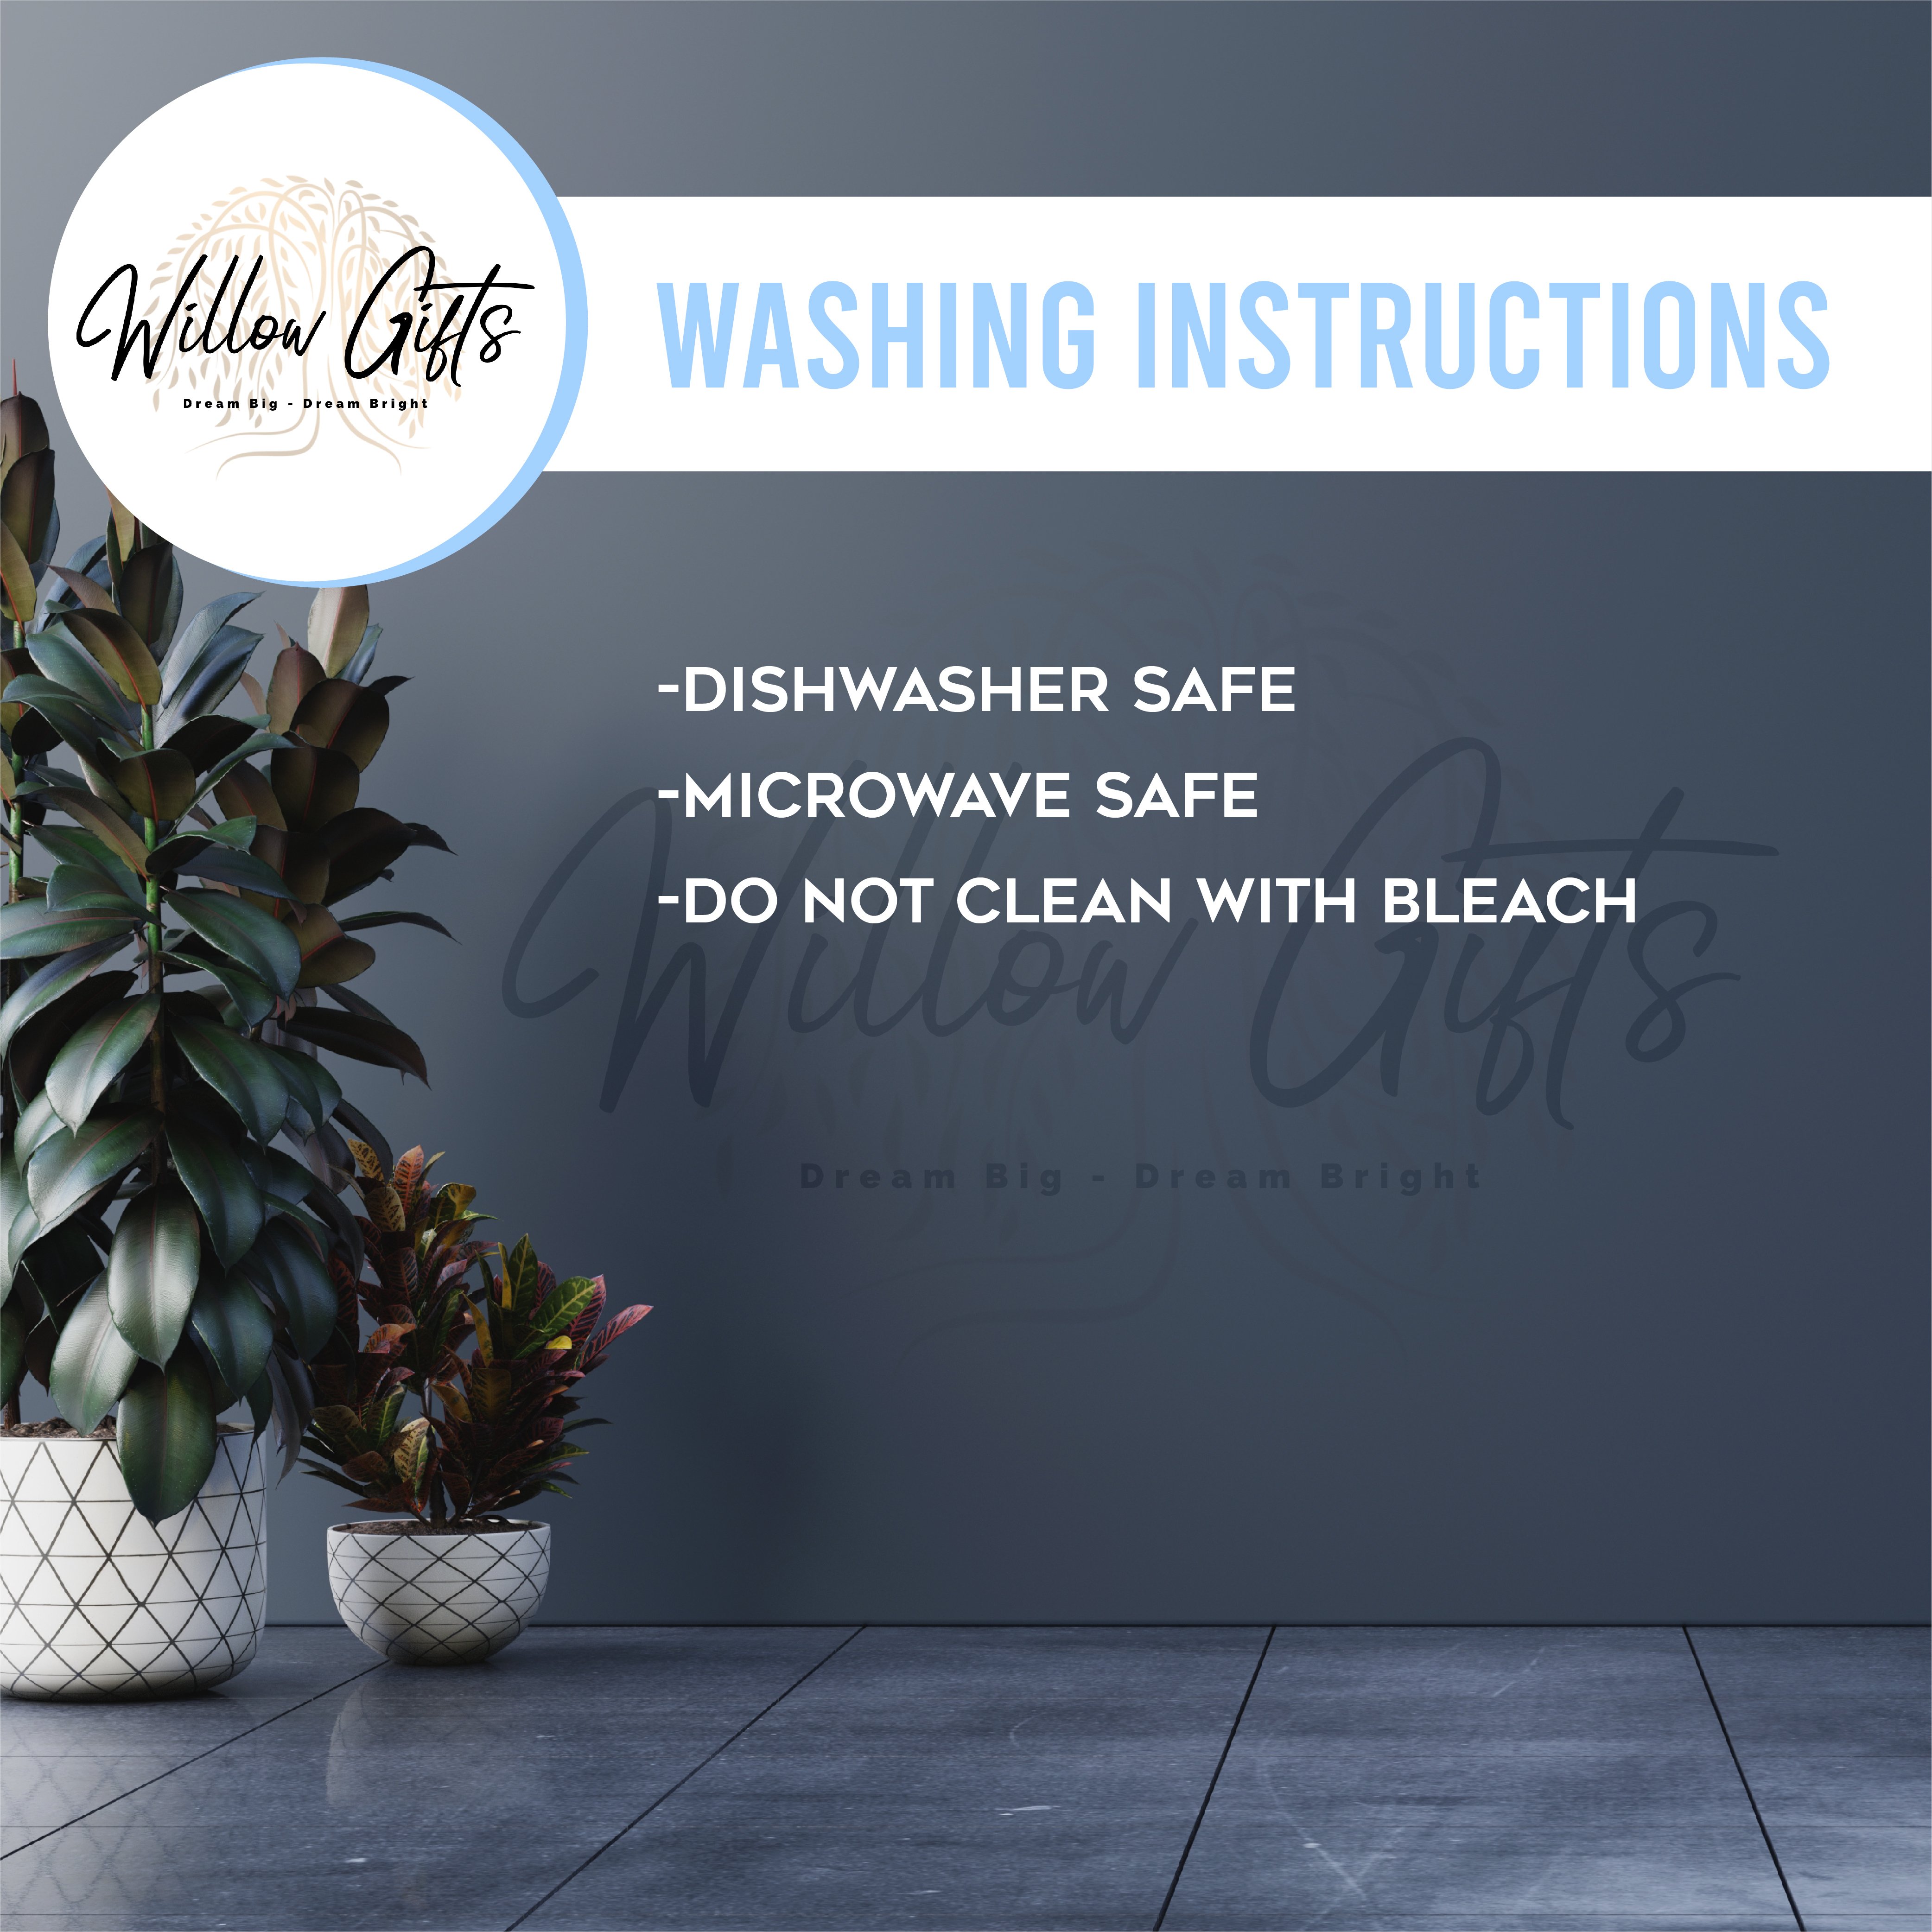 Willow Gifts
Dream Big - Dream Bright
WASHING INSTRUCTIONS
-DISHWASHER SAFE
-MICROWAVE SAFE
-DO NOT CLEAN WITH BLEACH
Willow Gifts
Dream Big - Dream Bright